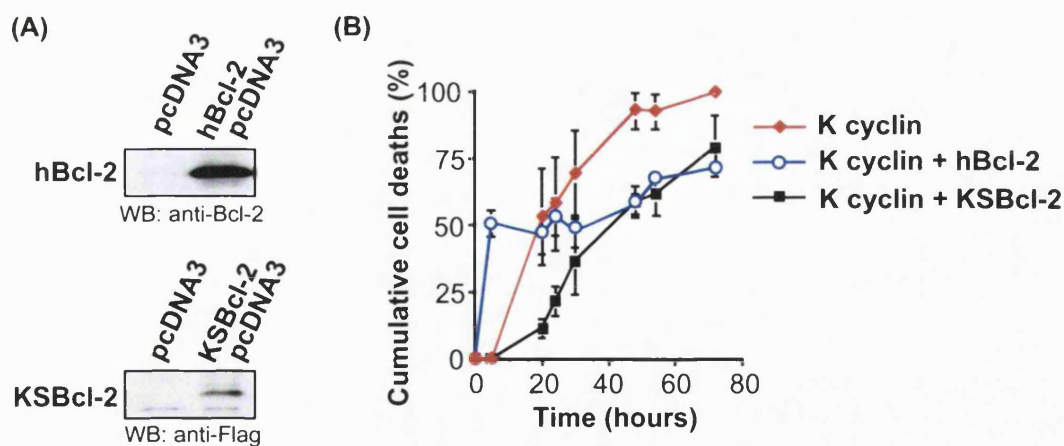 (A)
pcDNA3
hBcl-2
pcDNA3
hBcl-2
WB: anti-Bcl-2
pcDNA3
KSBcl-2
pcDNA3
KSBcl-2
WB: anti-Flag
(B)
Cumulative cell deaths (%)
100
75
50
25
0
0 20 40 60 80
Time (hours)
K cyclin
K cyclin + hBcl-2
K cyclin + KSBcl-2